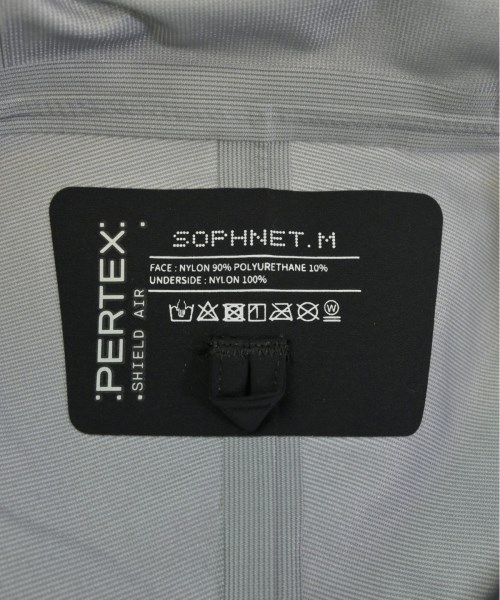 PERTEX
SHIELD AIR
SOPHNET.M
FACE : NYLON 90% POLYURETHANE 10%
UNDERSIDE : NYLON 100%
W